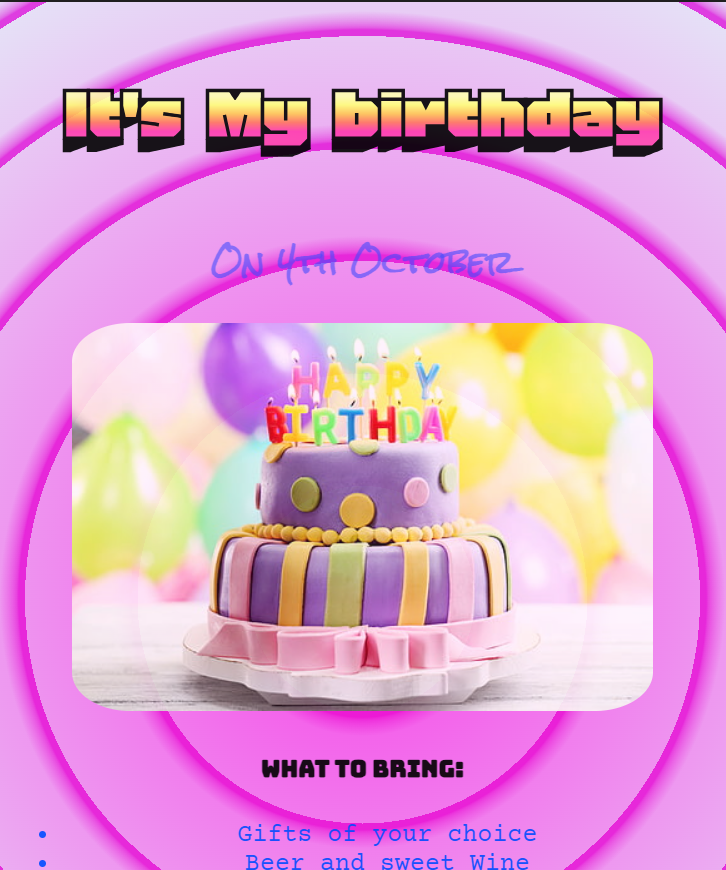 It's My birthday
On 4th October
HAPPY
BIRTHDAY
WHAT TO BRING:
Gifts of your choice
Beer and sweet Wine